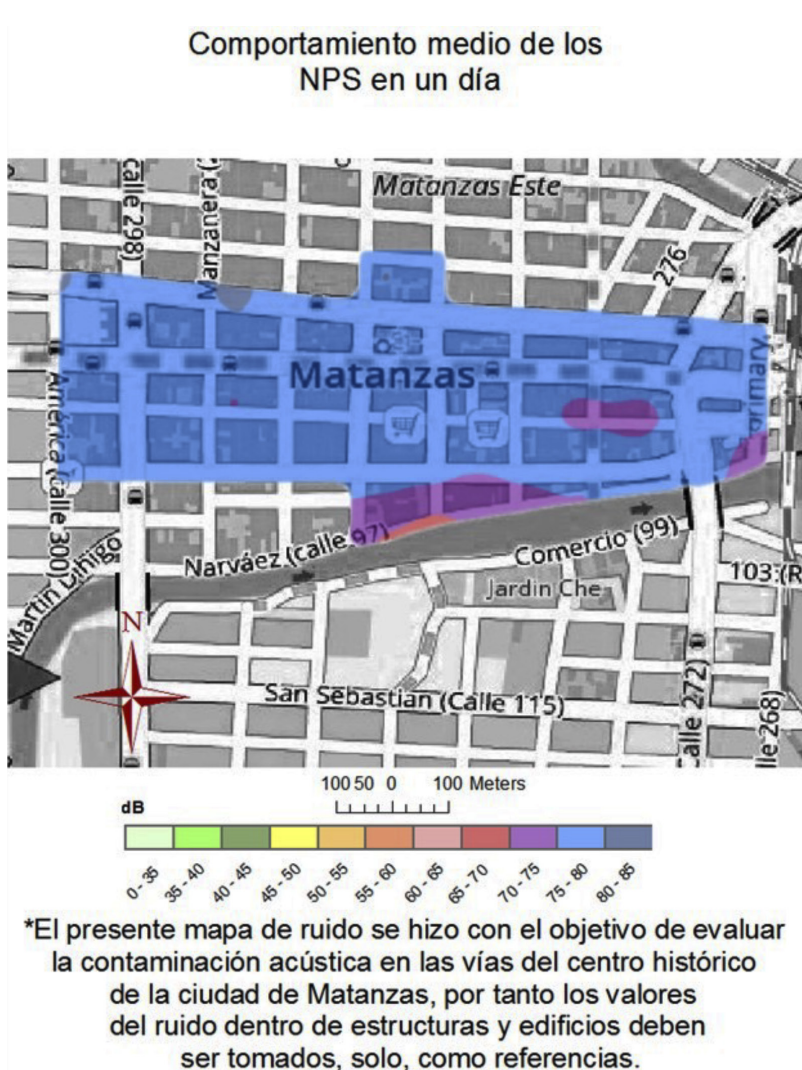 Comportamiento medio de los
NPS en un día
calle 298)
Manzanera (
Matanzas Este
276
Matanzas
primary
América (calle 300)
Narváez (calle 97)
Comercio (99)
Martín Dihigo
Jardin Che
103 (R
N
San Sebastian (Calle 115)
Calle 272)
lle 268)
100 50 0 100 Meters
dB
0 - 35
35 - 40
40 - 45
45 - 50
50 - 55
55 - 60
60 - 65
65 - 70
70 - 75
75 - 80
80 - 85
*El presente mapa de ruido se hizo con el objetivo de evaluar
la contaminación acústica en las vías del centro histórico
de la ciudad de Matanzas, por tanto los valores
del ruido dentro de estructuras y edificios deben
ser tomados, solo, como referencias.